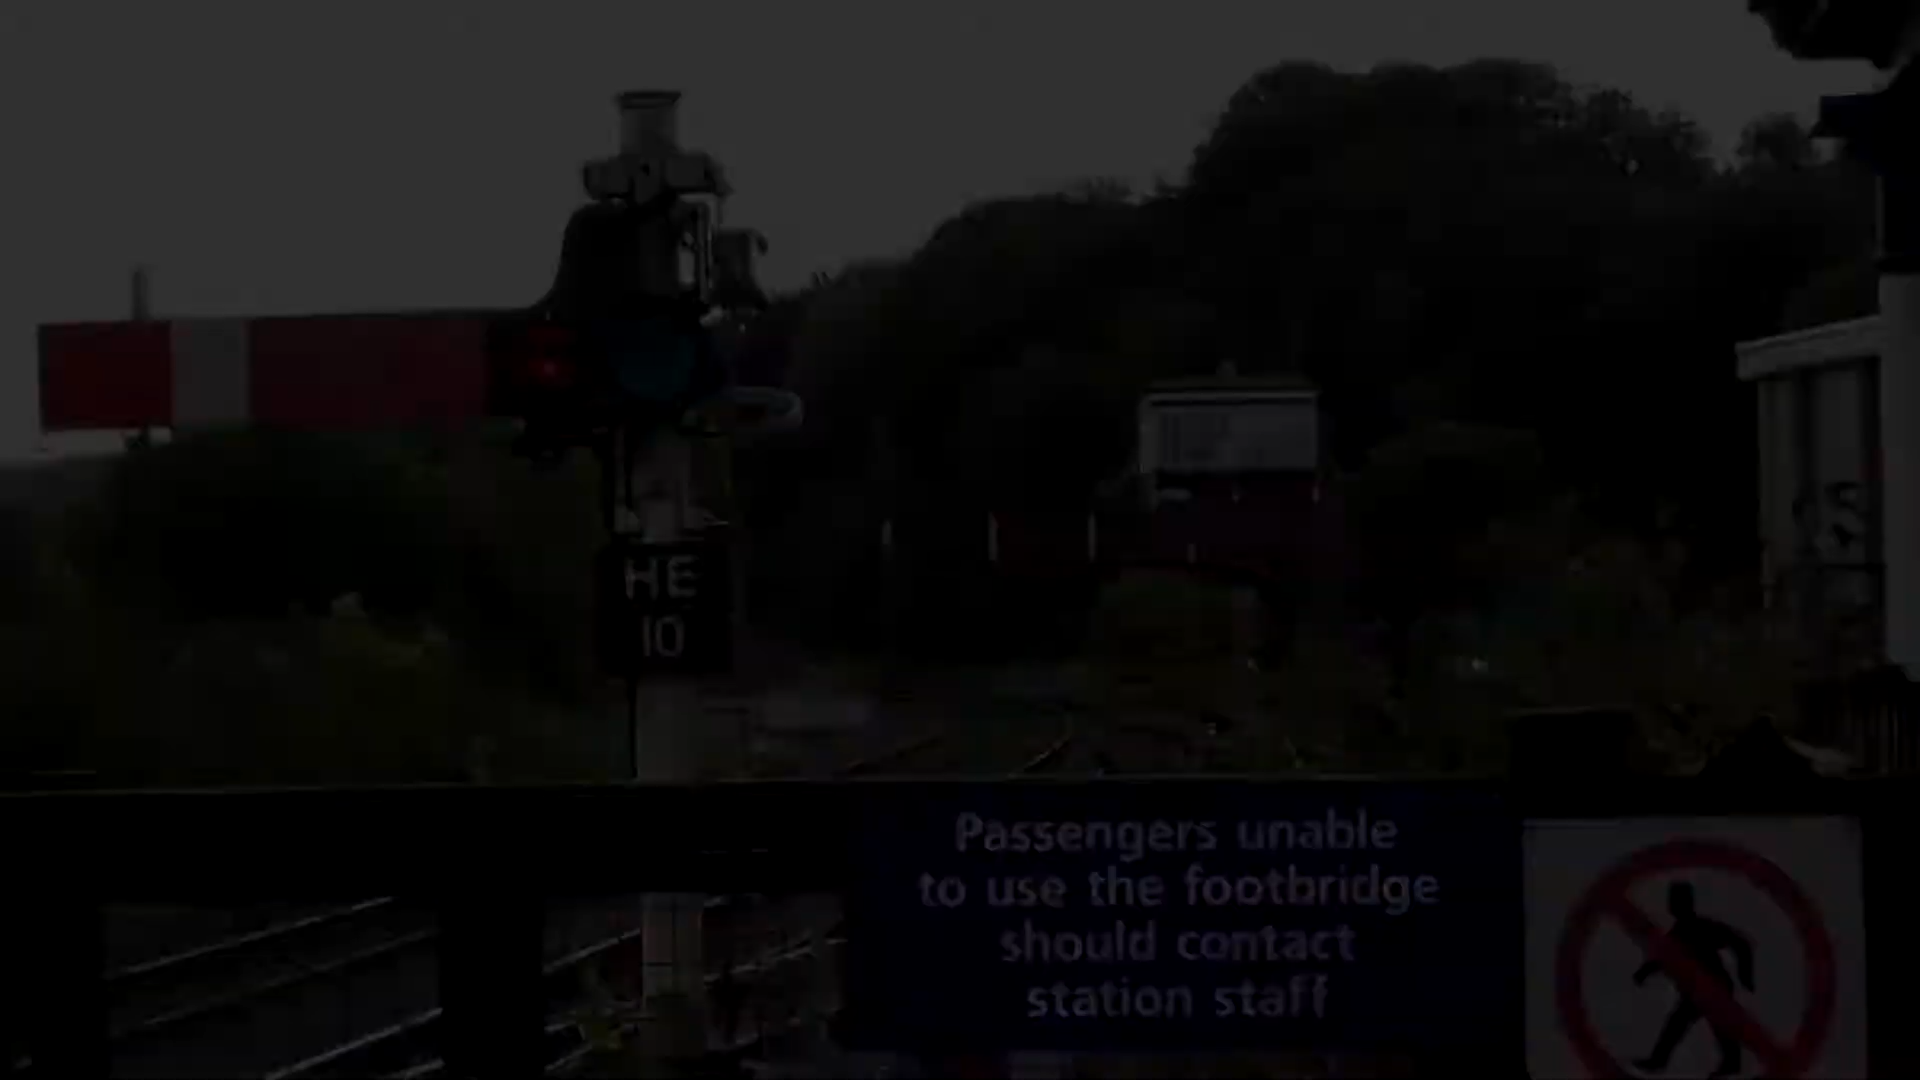 HE
10
Passengers unable
to use the footbridge
should contact
station staff